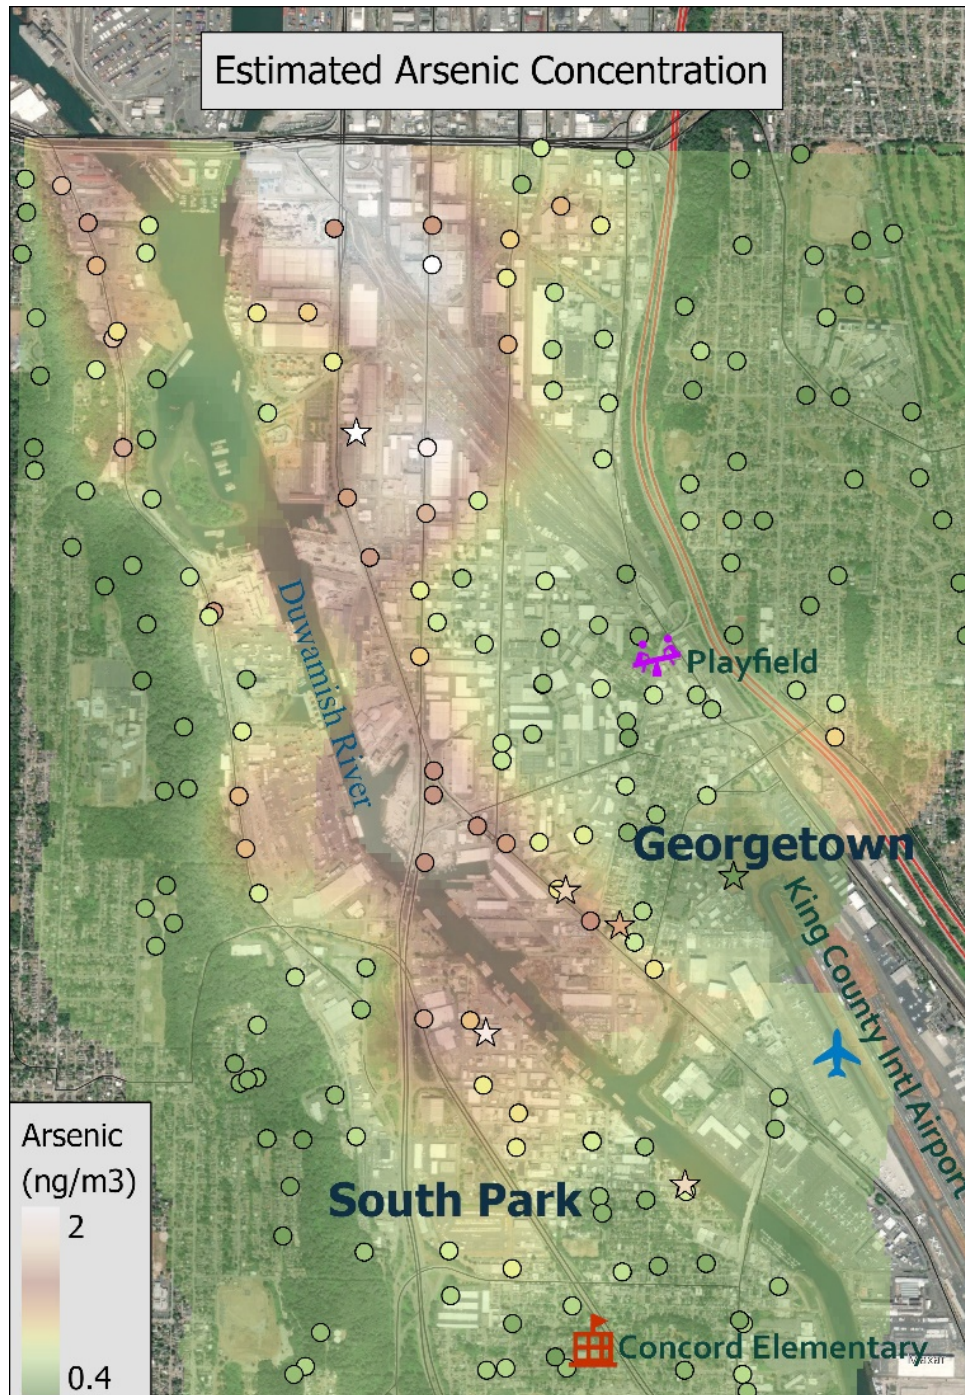 Estimated Arsenic Concentration
Duwamish River
Playfield
Georgetown
King County Intl Airport
Arsenic
(ng/m3)
2
0.4
South Park
Concord Elementary
Maxar